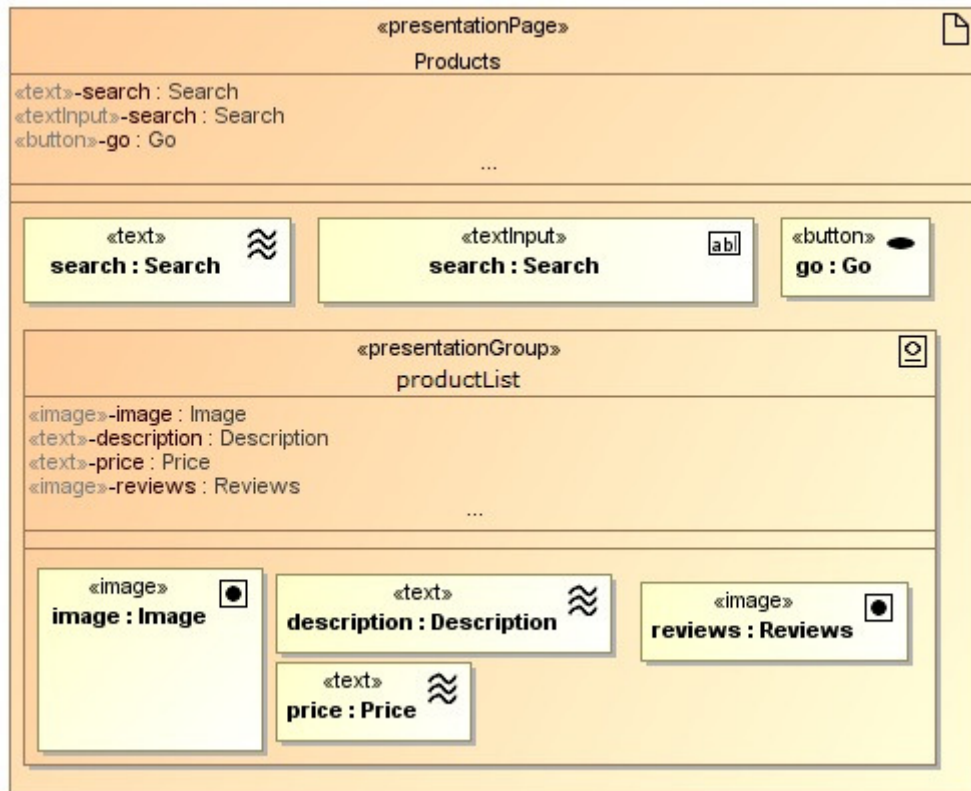 «presentationPage»
Products
«text»-search : Search
«textInput»-search : Search
«button»-go : Go
...
«text»
search : Search
«textInput»
search : Search
abl
«button»
go : Go
«presentationGroup»
productList
«image»-image : Image
«text»-description : Description
«text»-price : Price
«image»-reviews : Reviews
...
«image»
image : Image
«text»
description : Description
«image»
reviews : Reviews
«text»
price : Price